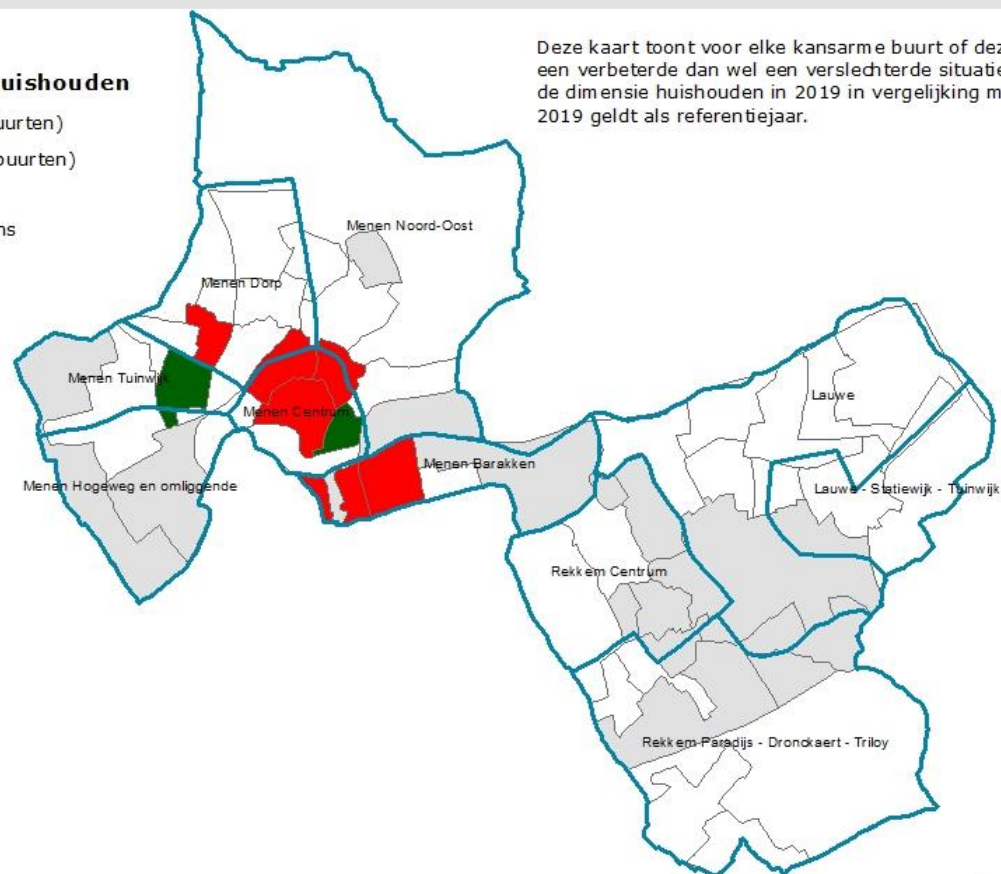 uishouden
uurten)
buurten)
ns
Deze kaart toont voor elke kansarme buurt of dez
een verbeterde dan wel een verslechterde situatie
de dimensie huishouden in 2019 in vergelijking m
2019 geldt als referentiejaar.
Menen Noord-Oost
Menen Dorp
Menen Tuinwijk
Lauwe
Menen Centrum
Menen Barakken
Menen Hogeweg en omliggende
Lauwe - Statiewijk - Tuinwijk
Rekkem Centrum
Rekkem Paradijs - Dronckaert - Triloy